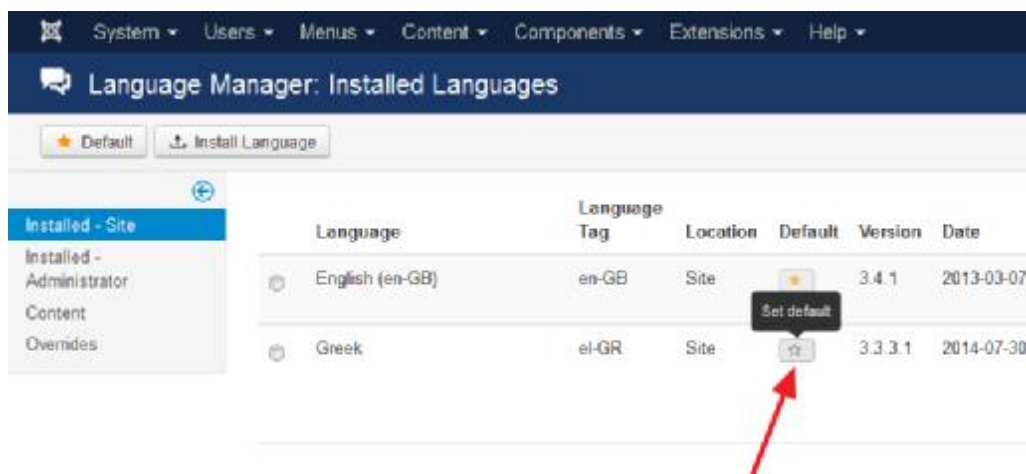 System Users Menus Content Components Extensions Help
Language Manager: Installed Languages
Default Install Language
Installed - Site
Installed -
Administrator
Content
Overrides
Language Language Tag Location Default Version Date
English (en-GB) en-GB Site 3.4.1 2013-03-07
Set default
Greek el-GR Site 3.3.3.1 2014-07-30